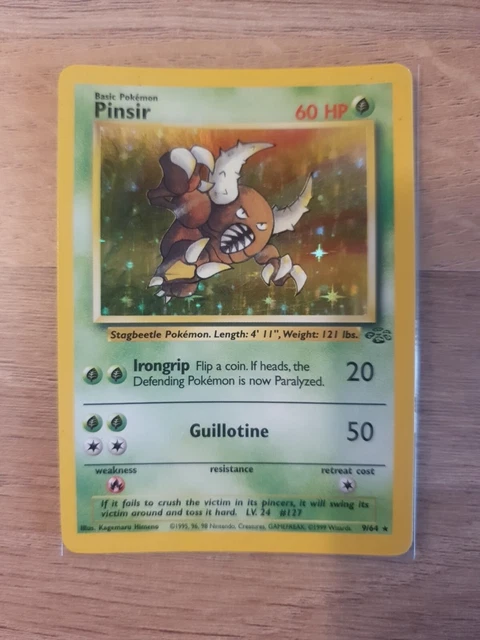 Basic Pokémon
Pinsir
60 HP
Stagbeetle Pokémon. Length: 4' 11", Weight: 121 lbs.
Irongrip Flip a coin. If heads, the
Defending Pokémon is now Paralyzed.
20
Guillotine
50
weakness resistance retreat cost
If it fails to crush the victim in its pincers, it will swing its
victim around and toss it hard. LV. 24 #127
Illus. Kagemaru Himeno ©1995, 96, 98 Nintendo, Creatures, GAMEFREAK. ©1999 Wizards. 9/64 ★